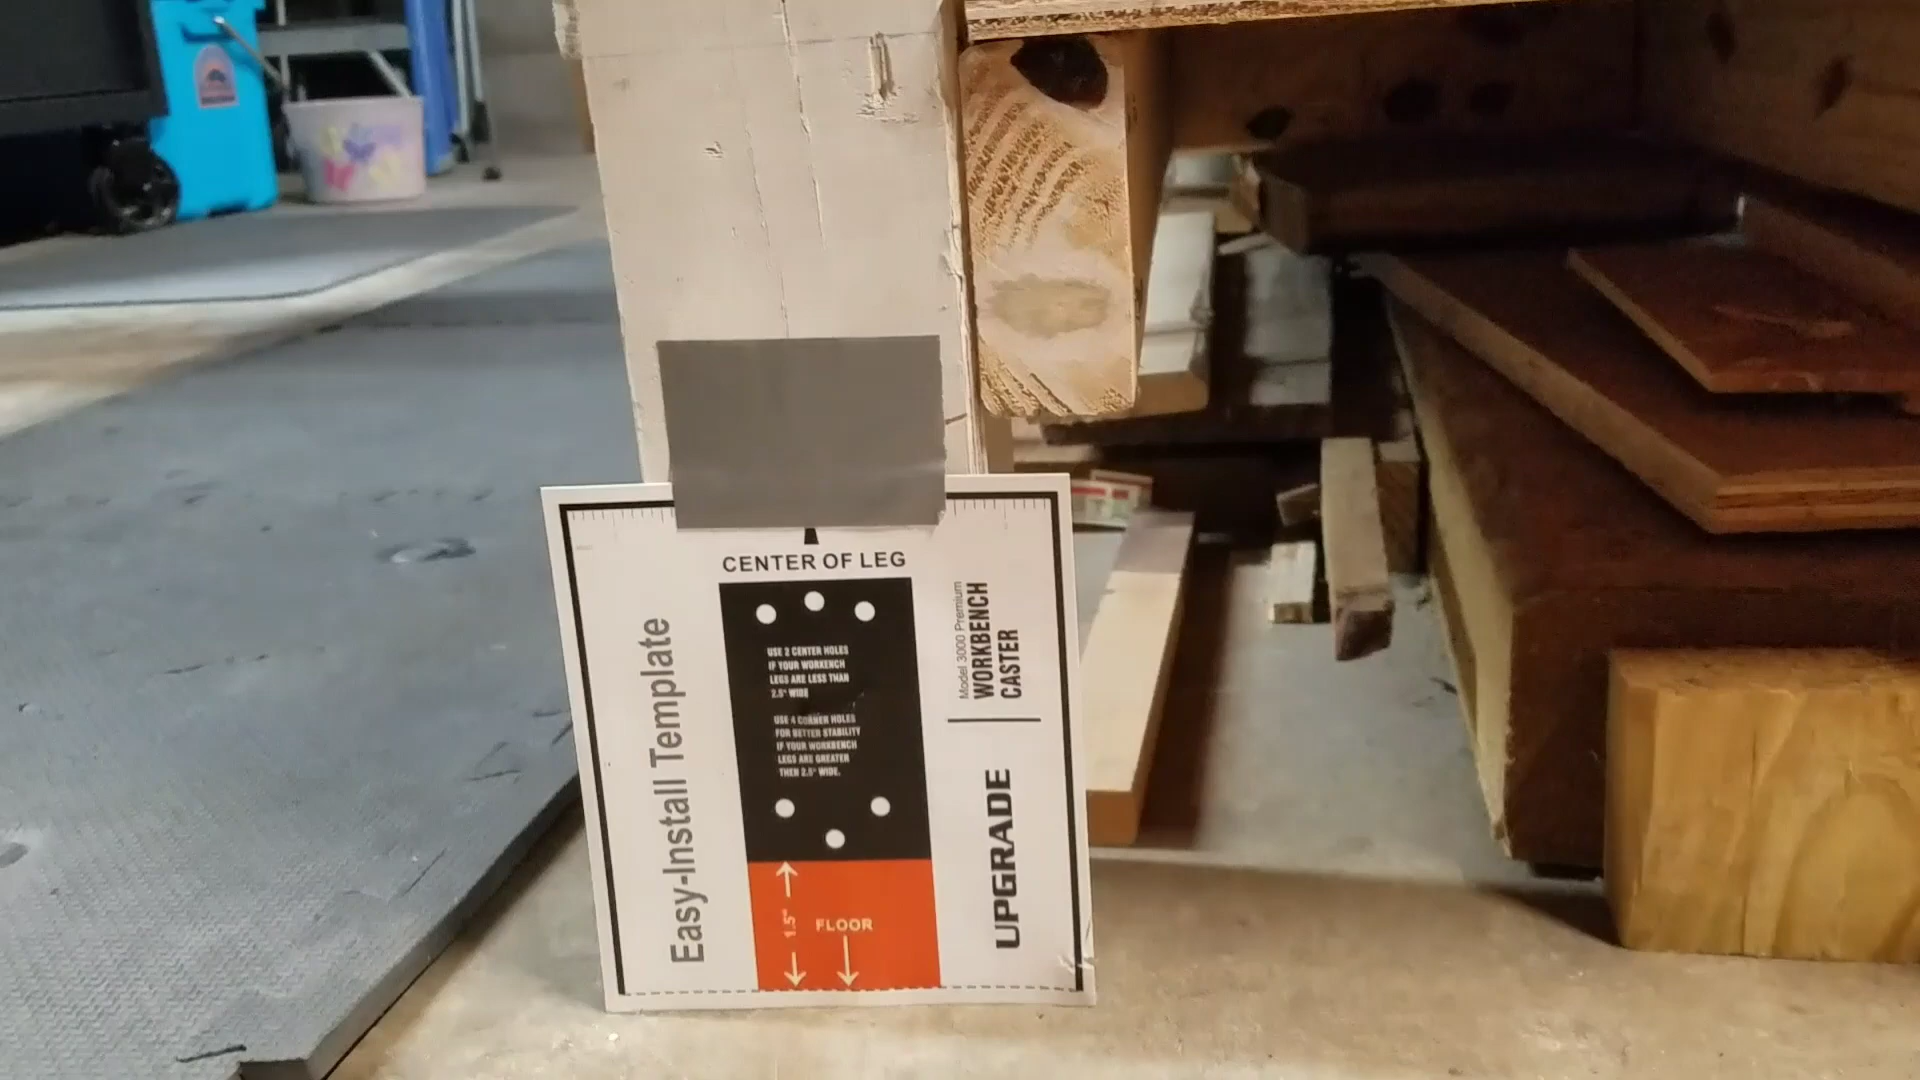 CENTER OF LEG
USE 2 CENTER HOLES
IF YOUR WORKENCH
LEGS ARE LESS THAN
2.5" WIDE
USE 4 CORNER HOLES
FOR BETTER STABILITY
IF YOUR WORKBENCH
LEGS ARE GREATER
THEN 2.5" WIDE.
1.5"
FLOOR
Easy-Install Template
Model 3000 Premium
WORKBENCH
CASTER
UPGRADE